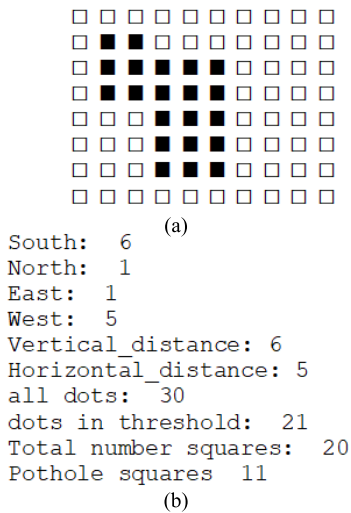 (a)
South: 6
North: 1
East: 1
West: 5
Vertical_distance: 6
Horizontal_distance: 5
all dots: 30
dots in threshold: 21
Total number squares: 20
Pothole squares 11
(b)